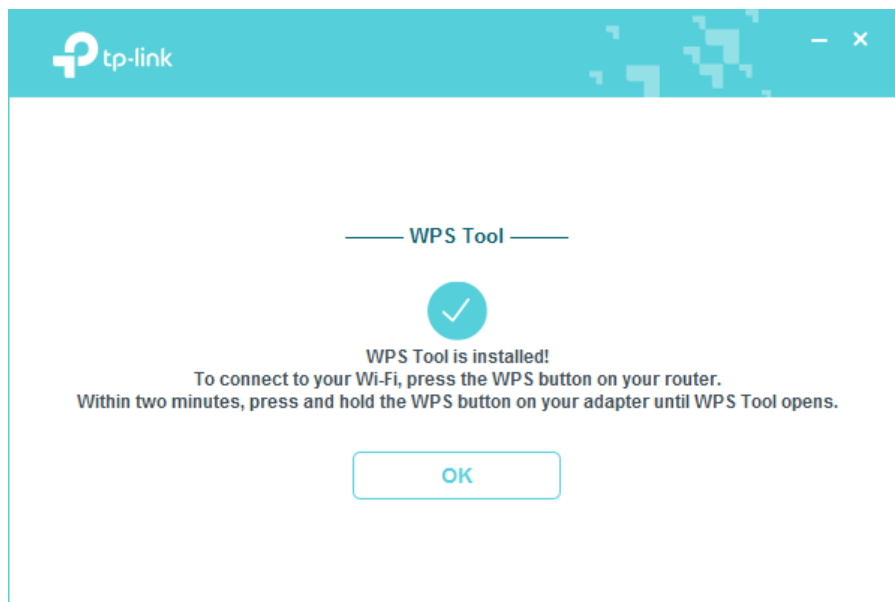 tp-link
WPS Tool
WPS Tool is installed!
To connect to your Wi-Fi, press the WPS button on your router.
Within two minutes, press and hold the WPS button on your adapter until WPS Tool opens.
OK